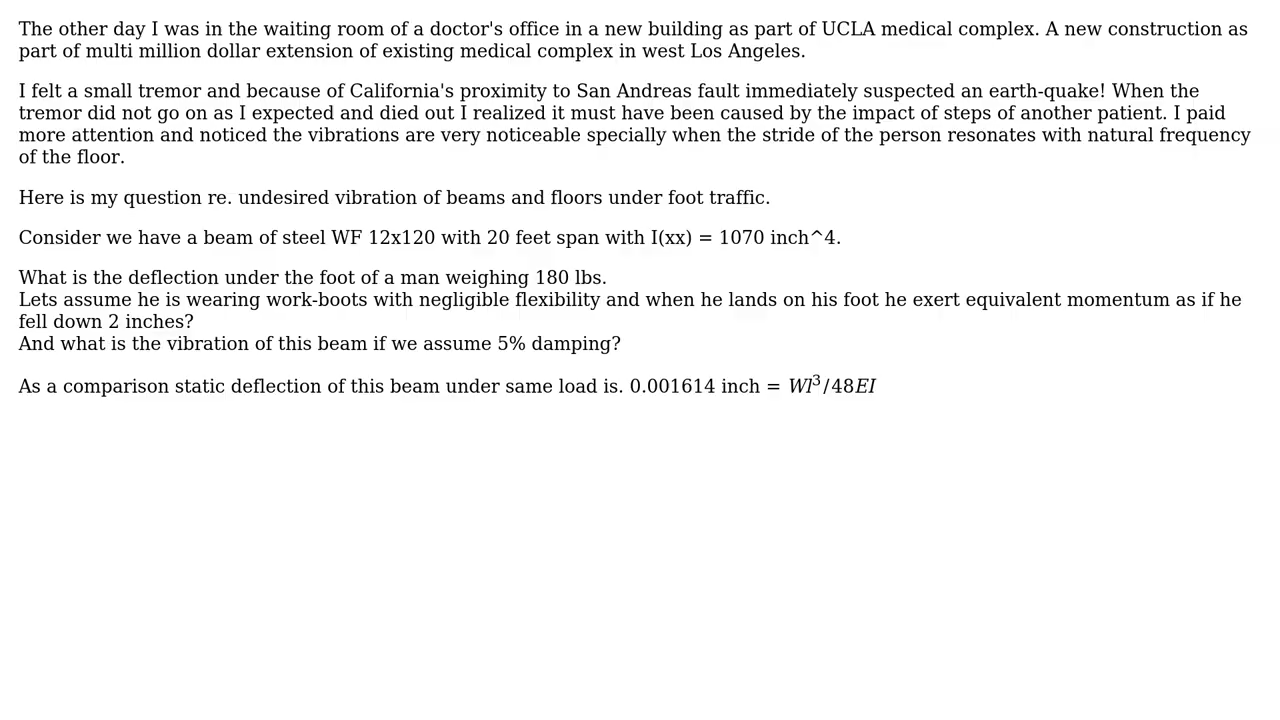 The other day I was in the waiting room of a doctor's office in a new building as part of UCLA medical complex. A new construction as
part of multi million dollar extension of existing medical complex in west Los Angeles.
I felt a small tremor and because of California's proximity to San Andreas fault immediately suspected an earth-quake! When the
tremor did not go on as I expected and died out I realized it must have been caused by the impact of steps of another patient. I paid
more attention and noticed the vibrations are very noticeable specially when the stride of the person resonates with natural frequency
of the floor.
Here is my question re. undesired vibration of beams and floors under foot traffic.
Consider we have a beam of steel WF 12x120 with 20 feet span with I(xx) = 1070 inch^4.
What is the deflection under the foot of a man weighing 180 lbs.
Lets assume he is wearing work-boots with negligible flexibility and when he lands on his foot he exert equivalent momentum as if he
fell down 2 inches?
And what is the vibration of this beam if we assume 5% damping?
As a comparison static deflection of this beam under same load is. 0.001614 inch = Wl³/48EI